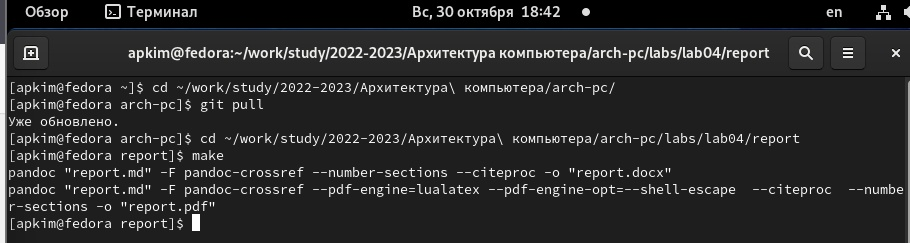 Обзор Терминал Вс, 30 октября 18:42 en
apkim@fedora:~/work/study/2022-2023/Архитектура компьютера/arch-pc/labs/lab04/report
[apkim@fedora ~]$ cd ~/work/study/2022-2023/Архитектура\ компьютера/arch-pc/
[apkim@fedora arch-pc]$ git pull
Уже обновлено.
[apkim@fedora arch-pc]$ cd ~/work/study/2022-2023/Архитектура\ компьютера/arch-pc/labs/lab04/report
[apkim@fedora report]$ make
pandoc "report.md" -F pandoc-crossref --number-sections --citeproc -o "report.docx"
pandoc "report.md" -F pandoc-crossref --pdf-engine=lualatex --pdf-engine-opt=--shell-escape  --citeproc  --numbe
r-sections -o "report.pdf"
[apkim@fedora report]$